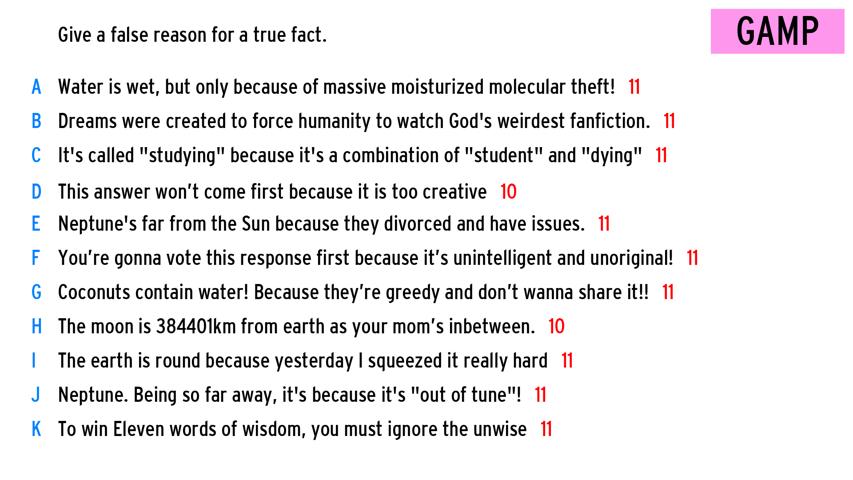 Give a false reason for a true fact.
GAMP
A Water is wet, but only because of massive moisturized molecular theft! 11
B Dreams were created to force humanity to watch God's weirdest fanfiction. 11
C It's called "studying" because it's a combination of "student" and "dying" 11
D This answer won’t come first because it is too creative 10
E Neptune's far from the Sun because they divorced and have issues. 11
F You’re gonna vote this response first because it’s unintelligent and unoriginal! 11
G Coconuts contain water! Because they’re greedy and don’t wanna share it!! 11
H The moon is 384401km from earth as your mom’s inbetween. 10
I The earth is round because yesterday I squeezed it really hard 11
J Neptune. Being so far away, it's because it's "out of tune"! 11
K To win Eleven words of wisdom, you must ignore the unwise 11